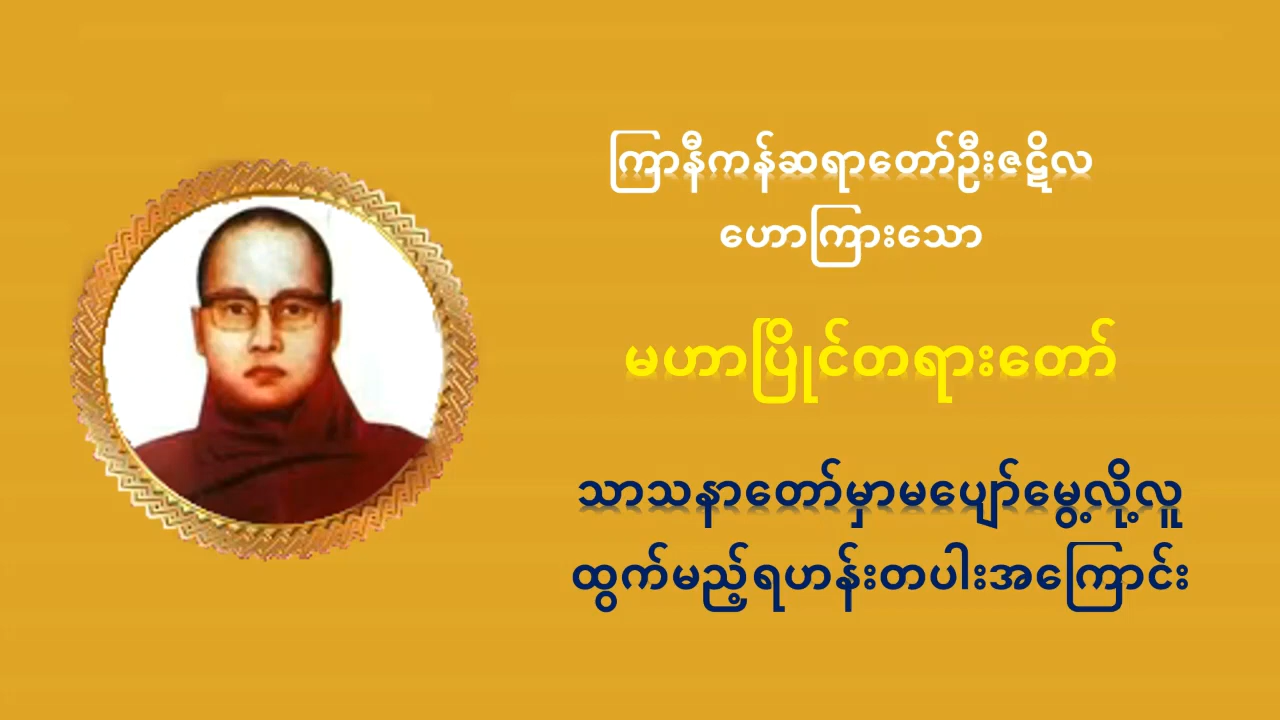 ကြာနီကန်ဆရာတော်ဦးဇဋိလ
ဟောကြားသော
မဟာပြိုင်တရားတော်
သာသနာတော်မှာမပျော်မွေ့လို့လူ
ထွက်မည့်ရဟန်းတပါးအကြောင်း